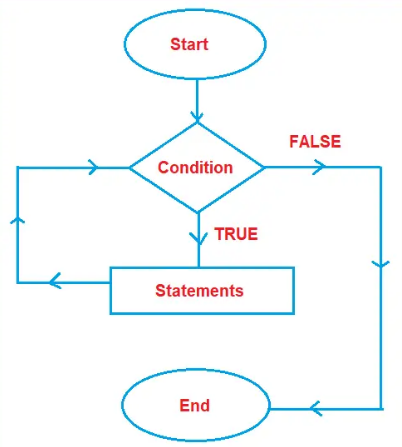 Start
FALSE
Condition
TRUE
Statements
End